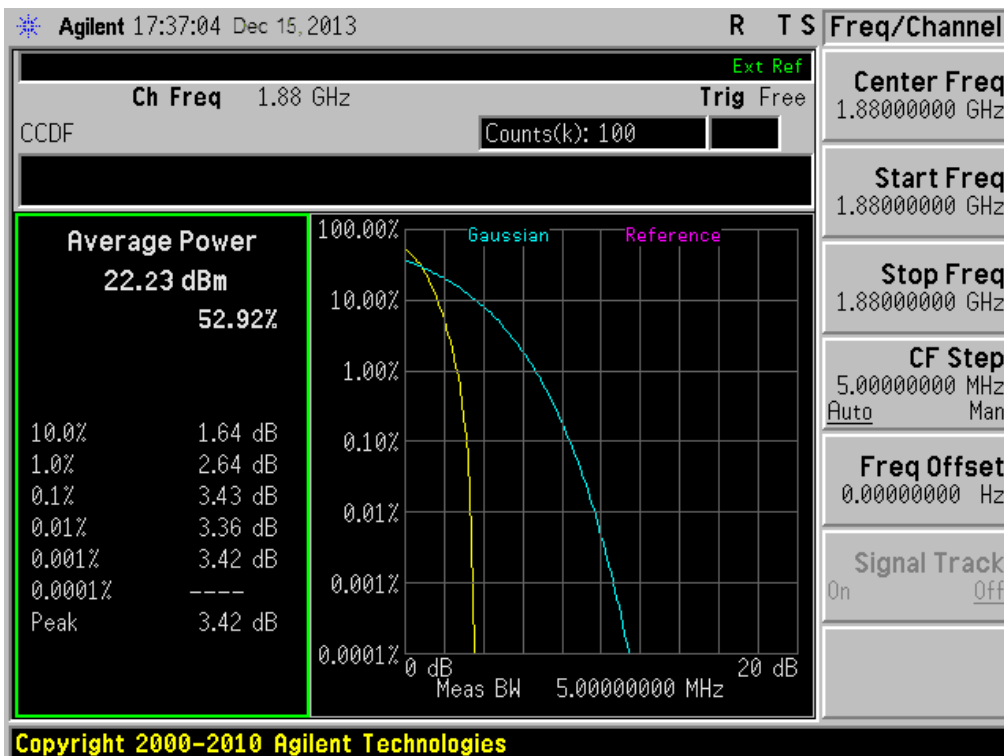 Agilent 17:37:04 Dec 15, 2013 R T S
Freq/Channel
Ext Ref
Ch Freq 1.88 GHz Trig Free
CCDF Counts(k): 100
Average Power
22.23 dBm
52.92%
10.0% 1.64 dB
1.0% 2.64 dB
0.1% 3.43 dB
0.01% 3.36 dB
0.001% 3.42 dB
0.0001% ----
Peak 3.42 dB
Gaussian Reference
100.00%
10.00%
1.00%
0.10%
0.01%
0.001%
0.0001%
0 dB 20 dB
Meas BW 5.00000000 MHz
Center Freq
1.88000000 GHz
Start Freq
1.88000000 GHz
Stop Freq
1.88000000 GHz
CF Step
5.00000000 MHz
Auto Man
Freq Offset
0.00000000 Hz
Signal Track
On Off
Copyright 2000-2010 Agilent Technologies